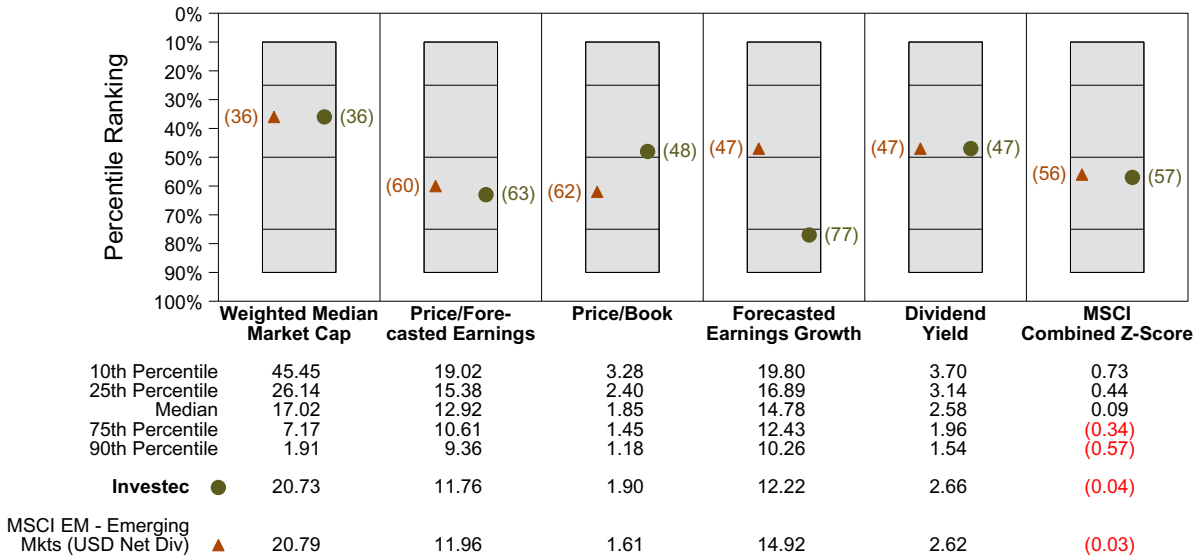 Percentile Ranking
0%
10%
20%
30%
40%
50%
60%
70%
80%
90%
100%
(36) (36)
(60) (63)
(62) (48)
(47) (77)
(47) (47)
(56) (57)
Weighted Median Market Cap
Price/Fore-casted Earnings
Price/Book
Forecasted Earnings Growth
Dividend Yield
MSCI Combined Z-Score
10th Percentile 45.45 19.02 3.28 19.80 3.70 0.73
25th Percentile 26.14 15.38 2.40 16.89 3.14 0.44
Median 17.02 12.92 1.85 14.78 2.58 0.09
75th Percentile 7.17 10.61 1.45 12.43 1.96 (0.34)
90th Percentile 1.91 9.36 1.18 10.26 1.54 (0.57)
Investec 20.73 11.76 1.90 12.22 2.66 (0.04)
MSCI EM - Emerging
Mkts (USD Net Div) 20.79 11.96 1.61 14.92 2.62 (0.03)